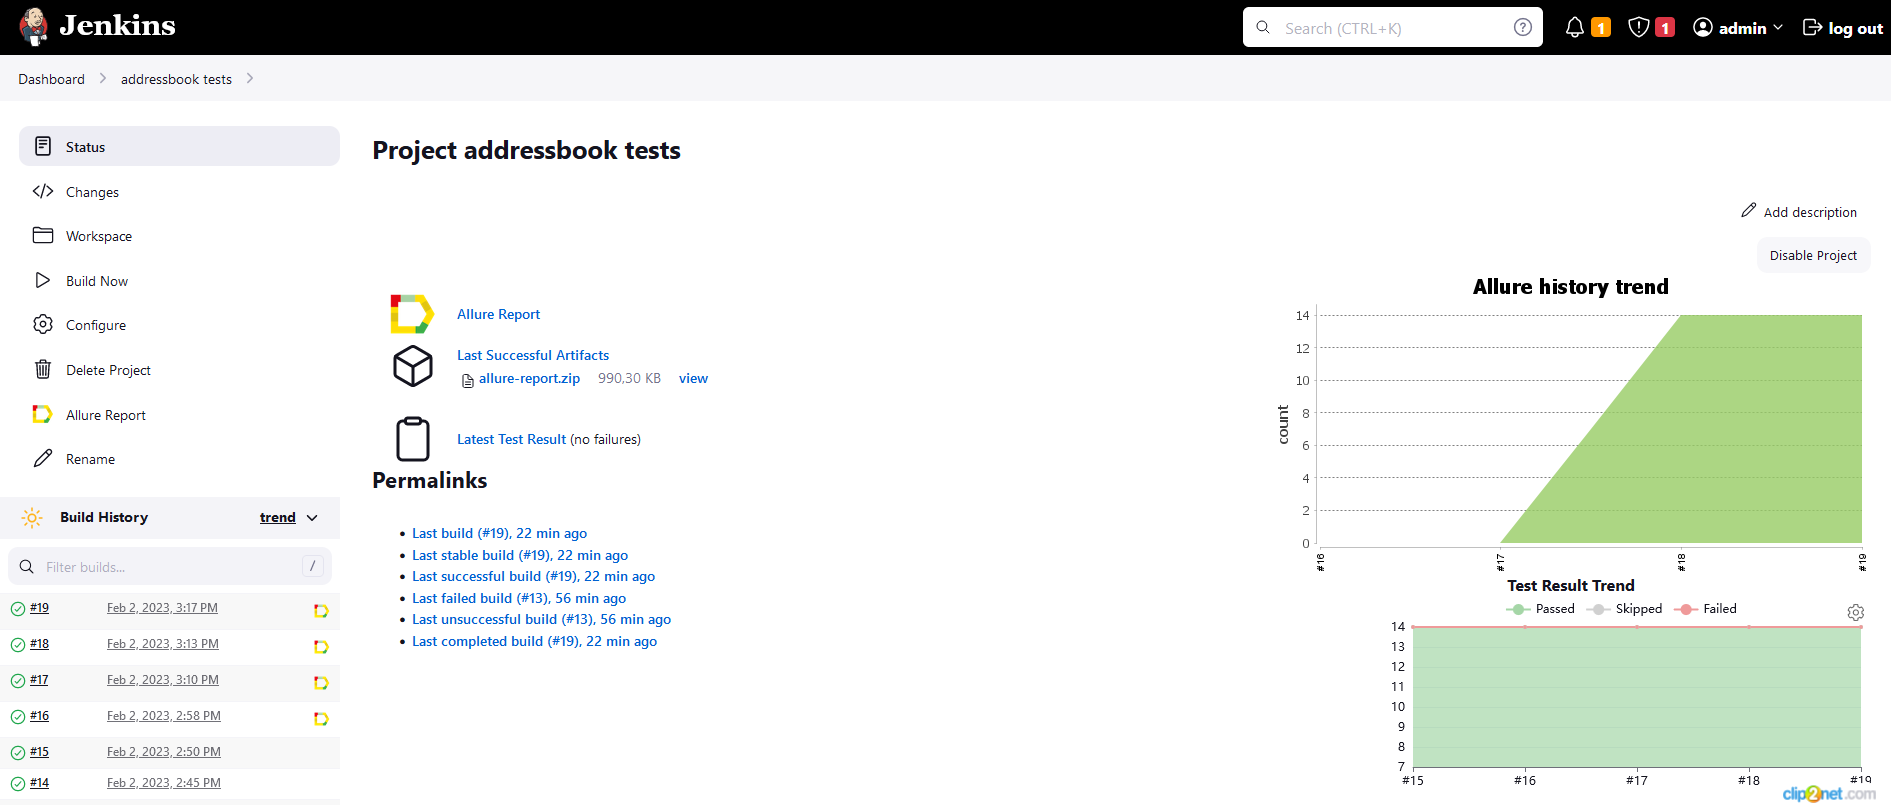 Jenkins
Search (CTRL+K)
1
1
admin
log out
Dashboard
addressbook tests
Status
Changes
Workspace
Build Now
Configure
Delete Project
Allure Report
Rename
Build History
trend
Filter builds...
/
#19 Feb 2, 2023, 3:17 PM
#18 Feb 2, 2023, 3:13 PM
#17 Feb 2, 2023, 3:10 PM
#16 Feb 2, 2023, 2:58 PM
#15 Feb 2, 2023, 2:50 PM
#14 Feb 2, 2023, 2:45 PM
Project addressbook tests
Add description
Disable Project
Allure Report
Last Successful Artifacts
allure-report.zip 990,30 KB view
Latest Test Result (no failures)
Permalinks
Last build (#19), 22 min ago
Last stable build (#19), 22 min ago
Last successful build (#19), 22 min ago
Last failed build (#13), 56 min ago
Last unsuccessful build (#13), 56 min ago
Last completed build (#19), 22 min ago
Allure history trend
14
12
10
8
6
4
2
0
count
#16 #17 #18 #19
Test Result Trend
Passed Skipped Failed
14
13
12
11
10
9
8
7
#15 #16 #17 #18 #19
clip2net.com